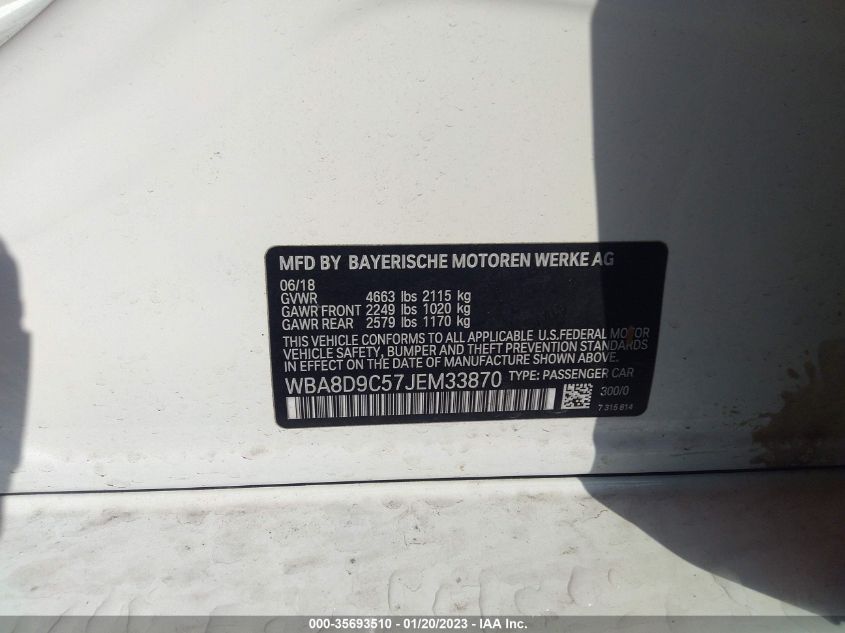 MFD BY BAYERISCHE MOTOREN WERKE AG
06/18
GVWR 4663 lbs 2115 kg
GAWR FRONT 2249 lbs 1020 kg
GAWR REAR 2579 lbs 1170 kg
THIS VEHICLE CONFORMS TO ALL APPLICABLE U.S.FEDERAL MOTOR
VEHICLE SAFETY, BUMPER AND THEFT PREVENTION STANDARDS
IN EFFECT ON THE DATE OF MANUFACTURE SHOWN ABOVE.
WBA8D9C57JEM33870 TYPE: PASSENGER CAR
300/0
7 315 614
000-35693510 - 01/20/2023 - IAA Inc.